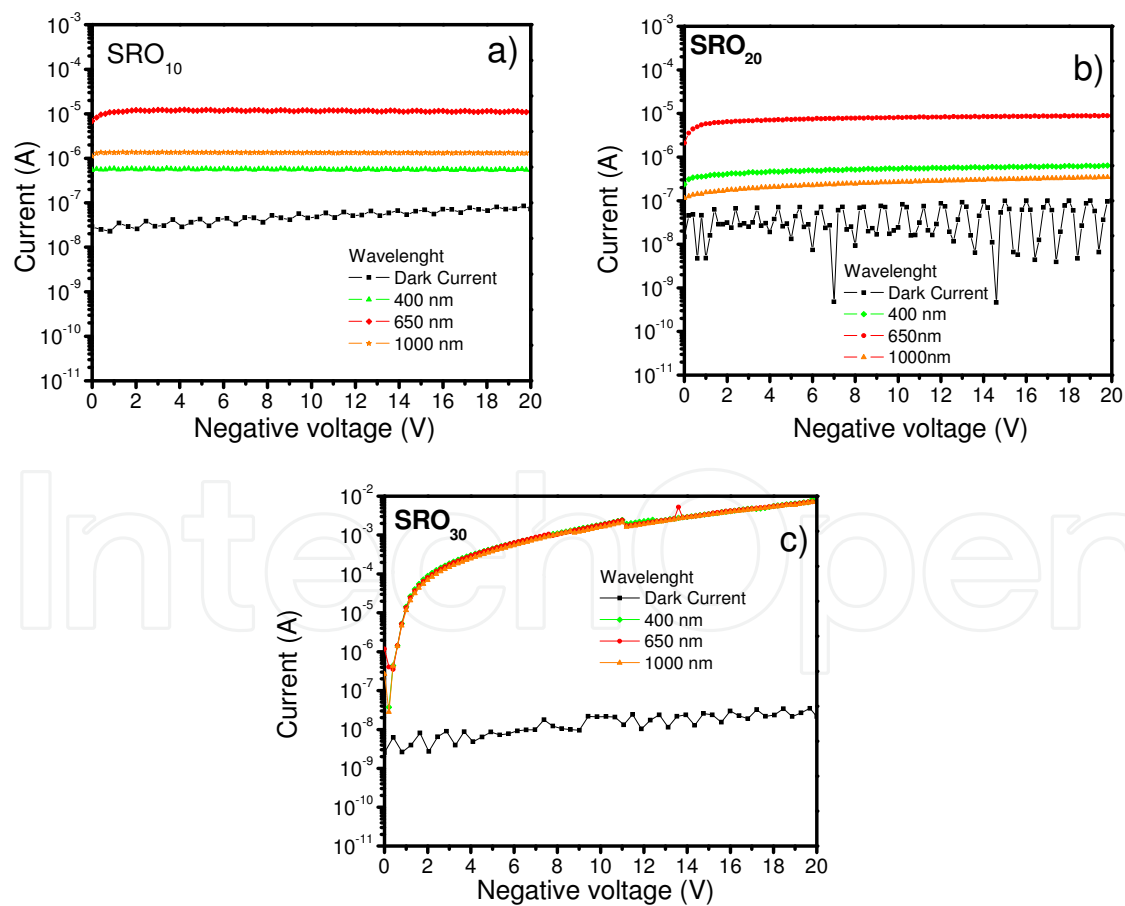 a)
SRO10
Current (A)
10-3
10-4
10-5
10-6
10-7
10-8
10-9
10-10
10-11
Wavelenght
Dark Current
400 nm
650 nm
1000 nm
0 2 4 6 8 10 12 14 16 18 20
Negative voltage (V)
b)
SRO20
Current (A)
10-3
10-4
10-5
10-6
10-7
10-8
10-9
10-10
10-11
Wavelenght
Dark Current
400 nm
650nm
1000nm
0 2 4 6 8 10 12 14 16 18 20
Negative voltage (V)
c)
SRO30
Current (A)
10-2
10-3
10-4
10-5
10-6
10-7
10-8
10-9
10-10
10-11
Wavelenght
Dark Current
400 nm
650 nm
1000 nm
0 2 4 6 8 10 12 14 16 18 20
Negative voltage (V)
IntechOpen